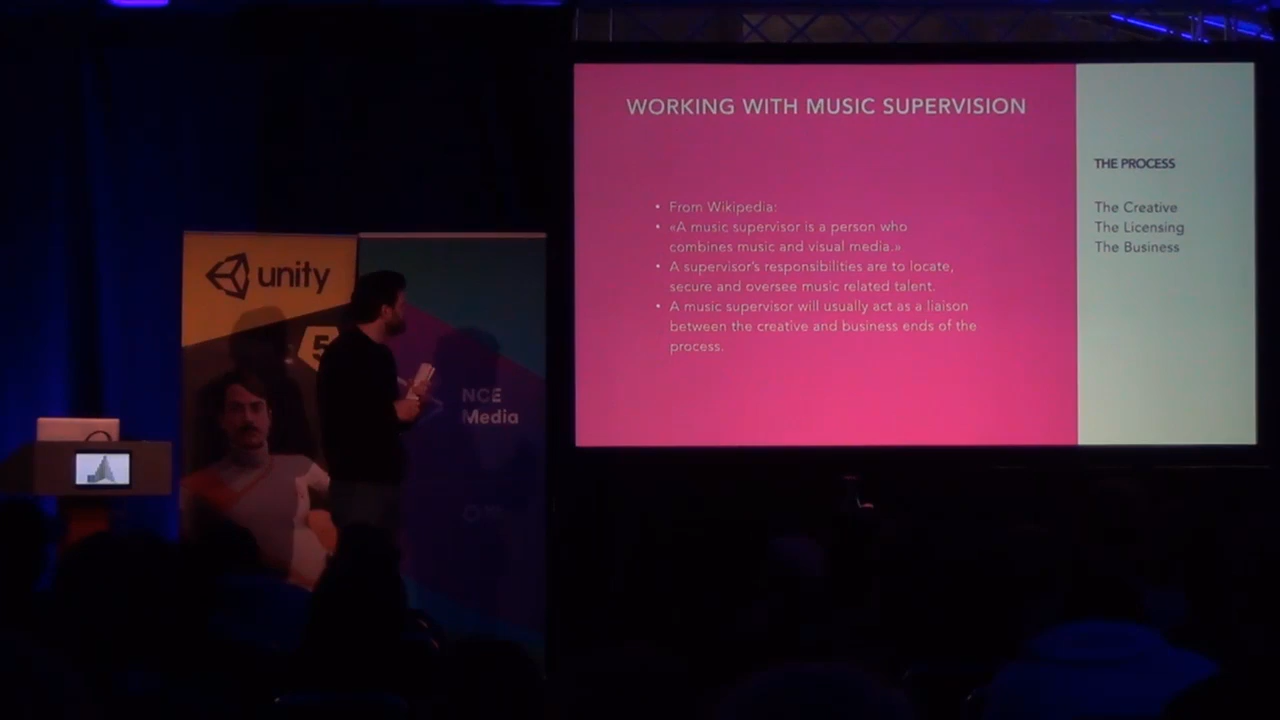 WORKING WITH MUSIC SUPERVISION
• From Wikipedia:
• «A music supervisor is a person who
combines music and visual media.»
• A supervisor's responsibilities are to locate,
secure and oversee music related talent.
• A music supervisor will usually act as a liaison
between the creative and business ends of the
process.
THE PROCESS
The Creative
The Licensing
The Business
unity
5
NCE
Media